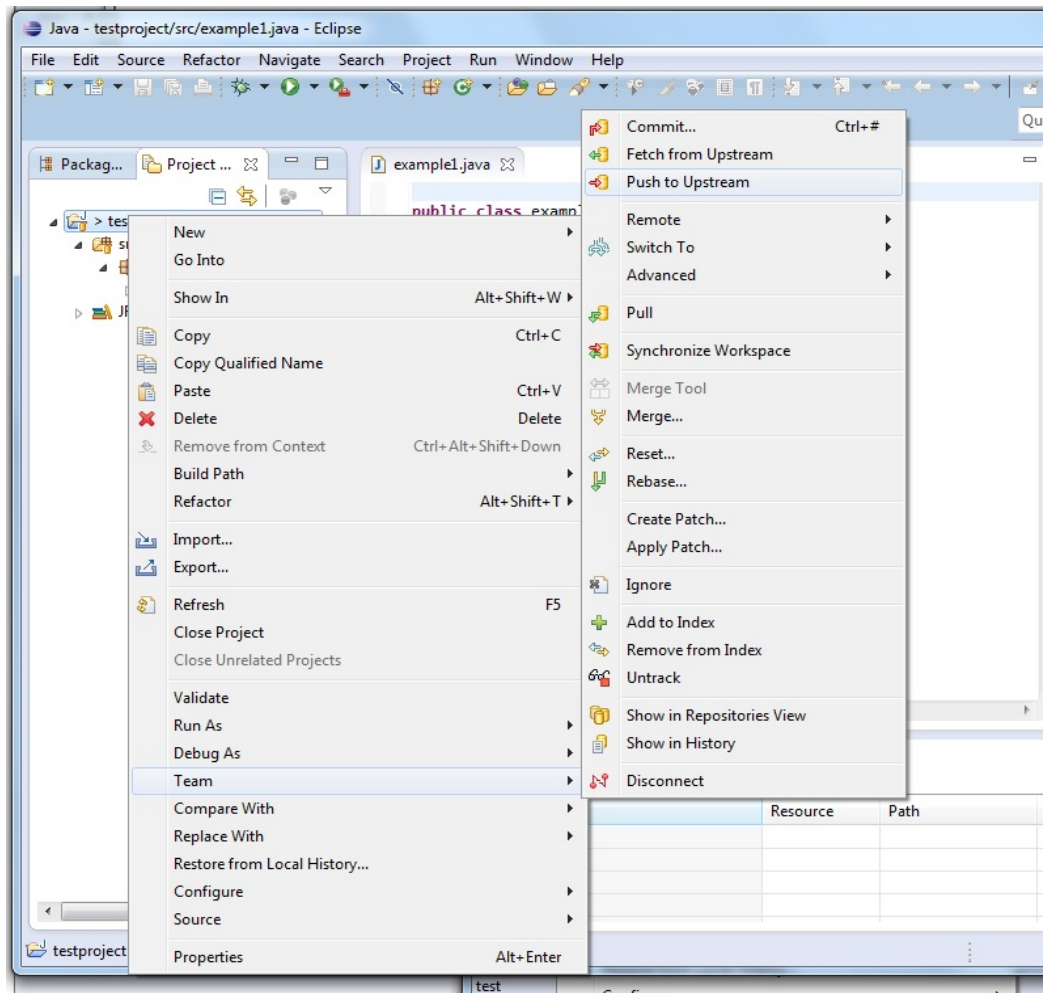 Java - testproject/src/example1.java - Eclipse
File Edit Source Refactor Navigate Search Project Run Window Help
Packag... Project ... example1.java
public class examp
> tes
New
Go Into
Show In Alt+Shift+W
Copy Ctrl+C
Copy Qualified Name
Paste Ctrl+V
Delete Delete
Remove from Context Ctrl+Alt+Shift+Down
Build Path
Refactor Alt+Shift+T
Import...
Export...
Refresh F5
Close Project
Close Unrelated Projects
Validate
Run As
Debug As
Team
Compare With
Replace With
Restore from Local History...
Configure
Source
Properties Alt+Enter
Commit... Ctrl+#
Fetch from Upstream
Push to Upstream
Remote
Switch To
Advanced
Pull
Synchronize Workspace
Merge Tool
Merge...
Reset...
Rebase...
Create Patch...
Apply Patch...
Ignore
Add to Index
Remove from Index
Untrack
Show in Repositories View
Show in History
Disconnect
Qu
Resource Path
testproject
test